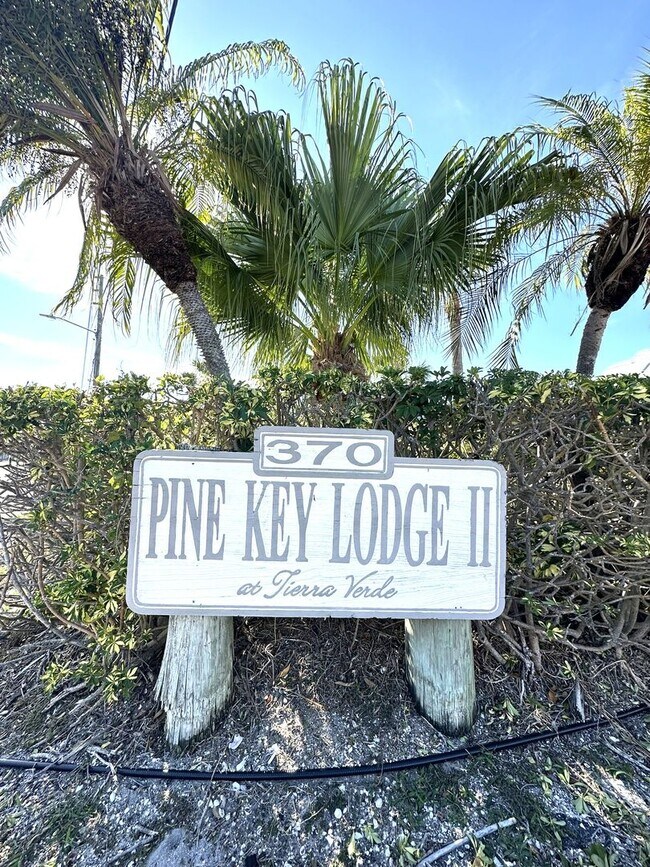 370
PINE KEY LODGE II
at Tierra Verde